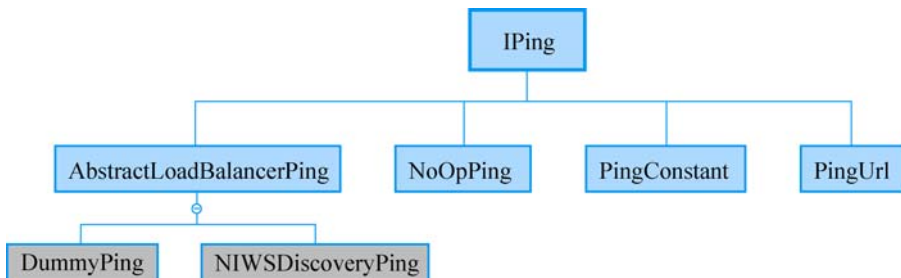 IPing
AbstractLoadBalancerPing NoOpPing PingConstant PingUrl
DummyPing NIWSDiscoveryPing